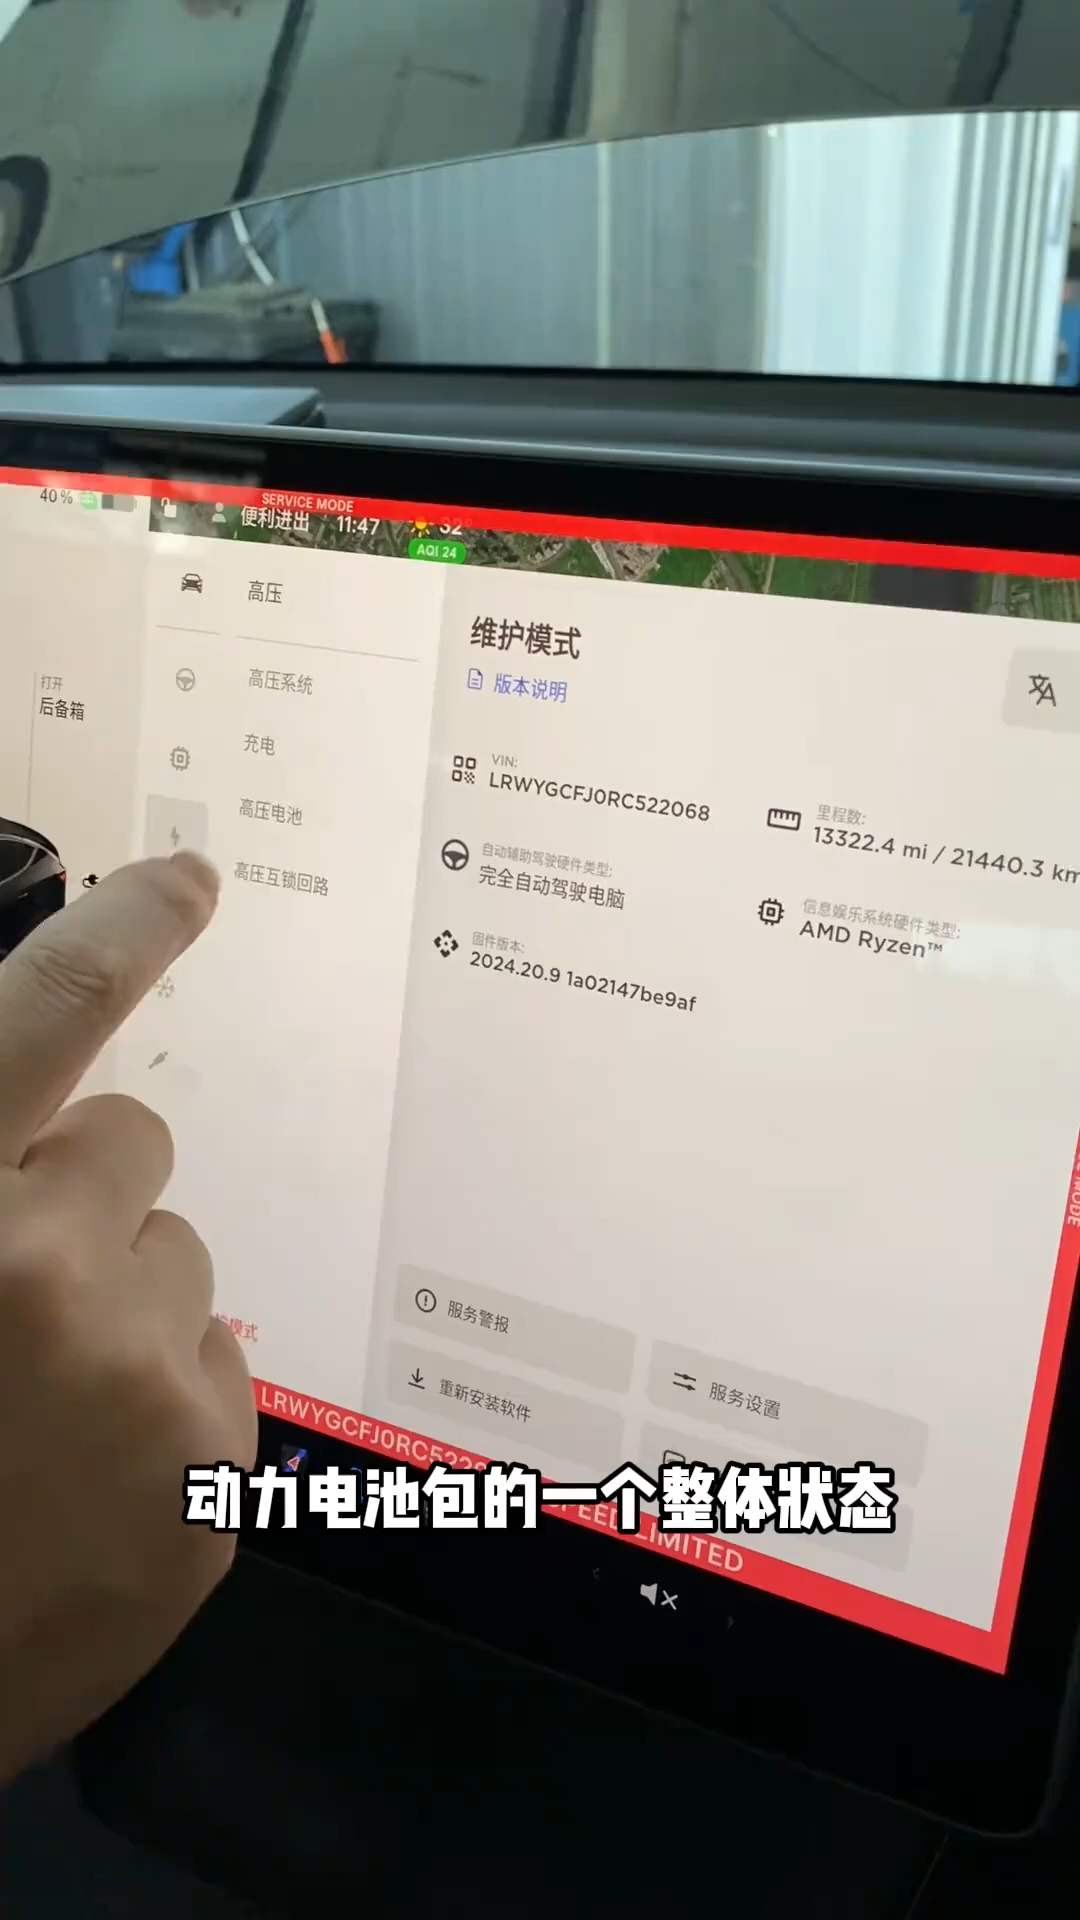 40%
SERVICE MODE
便利进出 11:47 32°
AQI 24
打开
后备箱
高压
高压系统
充电
高压电池
高压互锁回路
维护模式
版本说明
VIN:
LRWYGCFJ0RC522068
里程数:
13322.4 mi / 21440.3 km
自动辅助驾驶硬件类型:
完全自动驾驶电脑
信息娱乐系统硬件类型:
AMD Ryzen™
固件版本:
2024.20.9 1a02147be9af
服务警报
服务设置
重新安装软件
模式
MODE
LRWYGCFJ0RC522
LIMITED
动力电池包的一个整体狀态